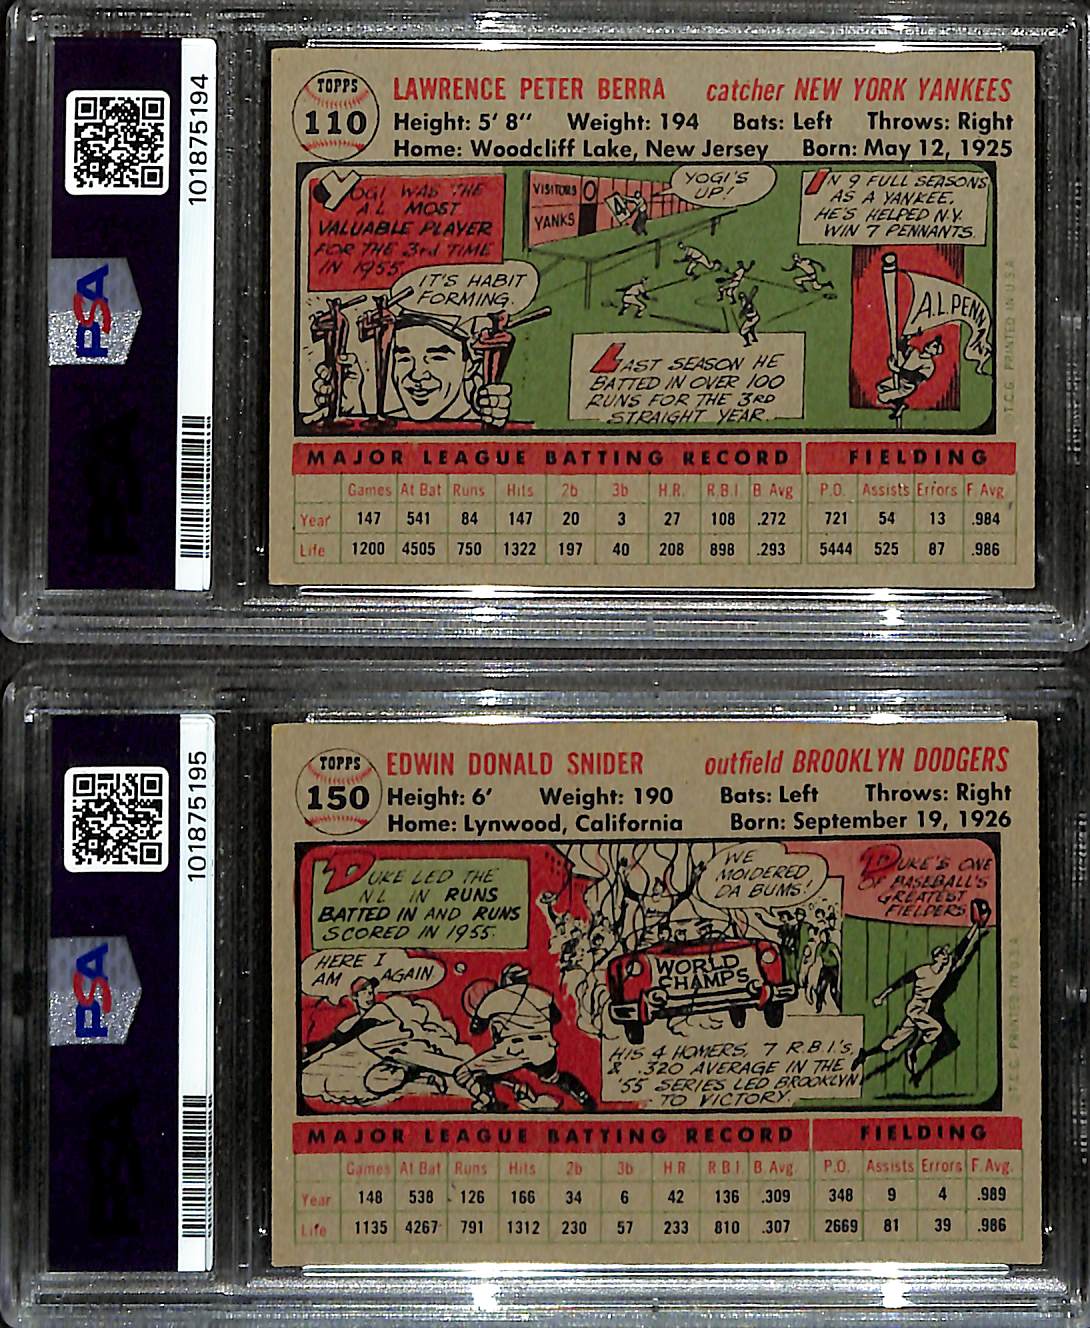 101875194
PSA
TOPPS
110
LAWRENCE PETER BERRA catcher NEW YORK YANKEES
Height: 5' 8" Weight: 194 Bats: Left Throws: Right
Home: Woodcliff Lake, New Jersey Born: May 12, 1925
YOGI WAS THE
A.L. MOST
VALUABLE PLAYER
FOR THE 3rd TIME
IN 1955.
IT'S HABIT
FORMING.
VISITORS 0
YANKS
4
YOGI'S
UP!
LAST SEASON HE
BATTED IN OVER 100
RUNS FOR THE 3RD
STRAIGHT YEAR.
IN 9 FULL SEASONS
AS A YANKEE,
HE'S HELPED N.Y.
WIN 7 PENNANTS.
A.L. PENNANT
T.C.G. PRINTED IN U.S.A.
MAJOR LEAGUE BATTING RECORD FIELDING
Games At Bat Runs Hits 2b 3b H.R. R.B.I. B. Avg. P.O. Assists Errors F. Avg.
Year 147 541 84 147 20 3 27 108 .272 721 54 13 .984
Life 1200 4505 750 1322 197 40 208 898 .293 5444 525 87 .986
101875195
PSA
TOPPS
150
EDWIN DONALD SNIDER outfield BROOKLYN DODGERS
Height: 6' Weight: 190 Bats: Left Throws: Right
Home: Lynwood, California Born: September 19, 1926
DUKE LED THE
NL IN RUNS
BATTED IN AND RUNS
SCORED IN 1955.
HERE I
AM AGAIN
WE
MOIDERED
DA BUMS!
WORLD
CHAMPS
HIS 4 HOMERS, 7 R.B.I.'s,
& .320 AVERAGE IN THE
'55 SERIES LED BROOKLYN
TO VICTORY.
DUKE'S ONE
OF BASEBALL'S
GREATEST
FIELDERS
T.C.G. PRINTED IN U.S.A.
MAJOR LEAGUE BATTING RECORD FIELDING
Games At Bat Runs Hits 2b 3b H.R. R.B.I. B. Avg. P.O. Assists Errors F. Avg.
Year 148 538 126 166 34 6 42 136 .309 348 9 4 .989
Life 1135 4267 791 1312 230 57 233 810 .307 2669 81 39 .986